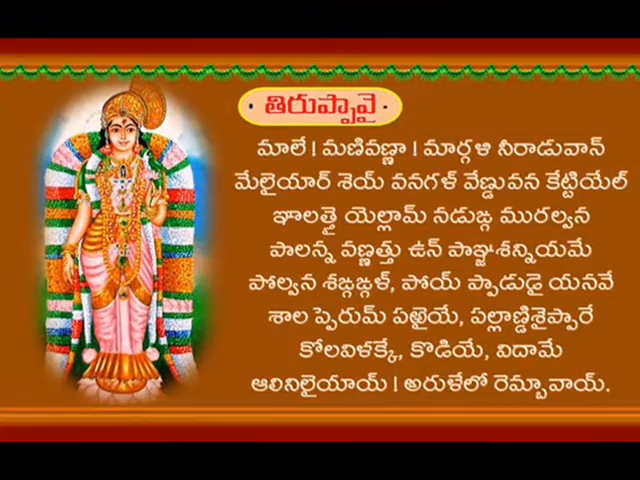 • తిరుప్పావై •
మాలే ! మణివణ్ణా ! మార్గళి నీరాడువాన్
మేలైయార్ శెయ్ వనగళ్ వేణ్డువన కేట్టియేల్
ఞాలత్తై యెల్లామ్ నడుఙ్గ మురల్వన
పాలన్న వణ్ణత్తు ఉన్ పాఞ్చశన్నియమే
పోల్వన శఙ్గఙ్గళ్, పోయ్ ప్పాడుడై యనవే
శాల ప్పెరుమ్ పఱైయే, పల్లాణ్డిశైప్పారే
కోలవిళక్కే, కొడియే, విదామే
ఆలినిలైయాయ్ ! అరుళేలో రెమ్బావాయ్.